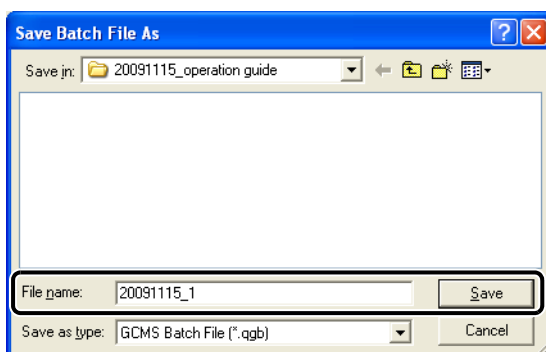 Save Batch File As
Save in: 20091115_operation guide
File name: 20091115_1 Save
Save as type: GCMS Batch File (*.qgb) Cancel